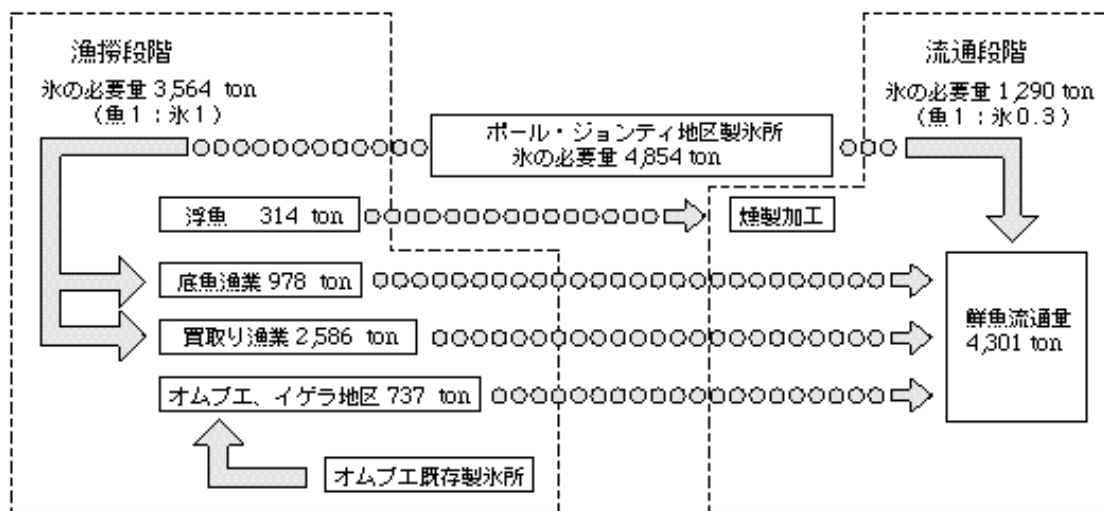 漁撈段階
氷の必要量 3,564 ton
（魚1：氷1）
流通段階
氷の必要量 1,290 ton
（魚1：氷0.3）
ポール・ジョンティ地区製氷所
氷の必要量 4,854 ton
浮魚 314 ton
燻製加工
底魚漁業 978 ton
買取り漁業 2,586 ton
鮮魚流通量
4,301 ton
オムブエ、イゲラ地区 737 ton
オムブエ既存製氷所